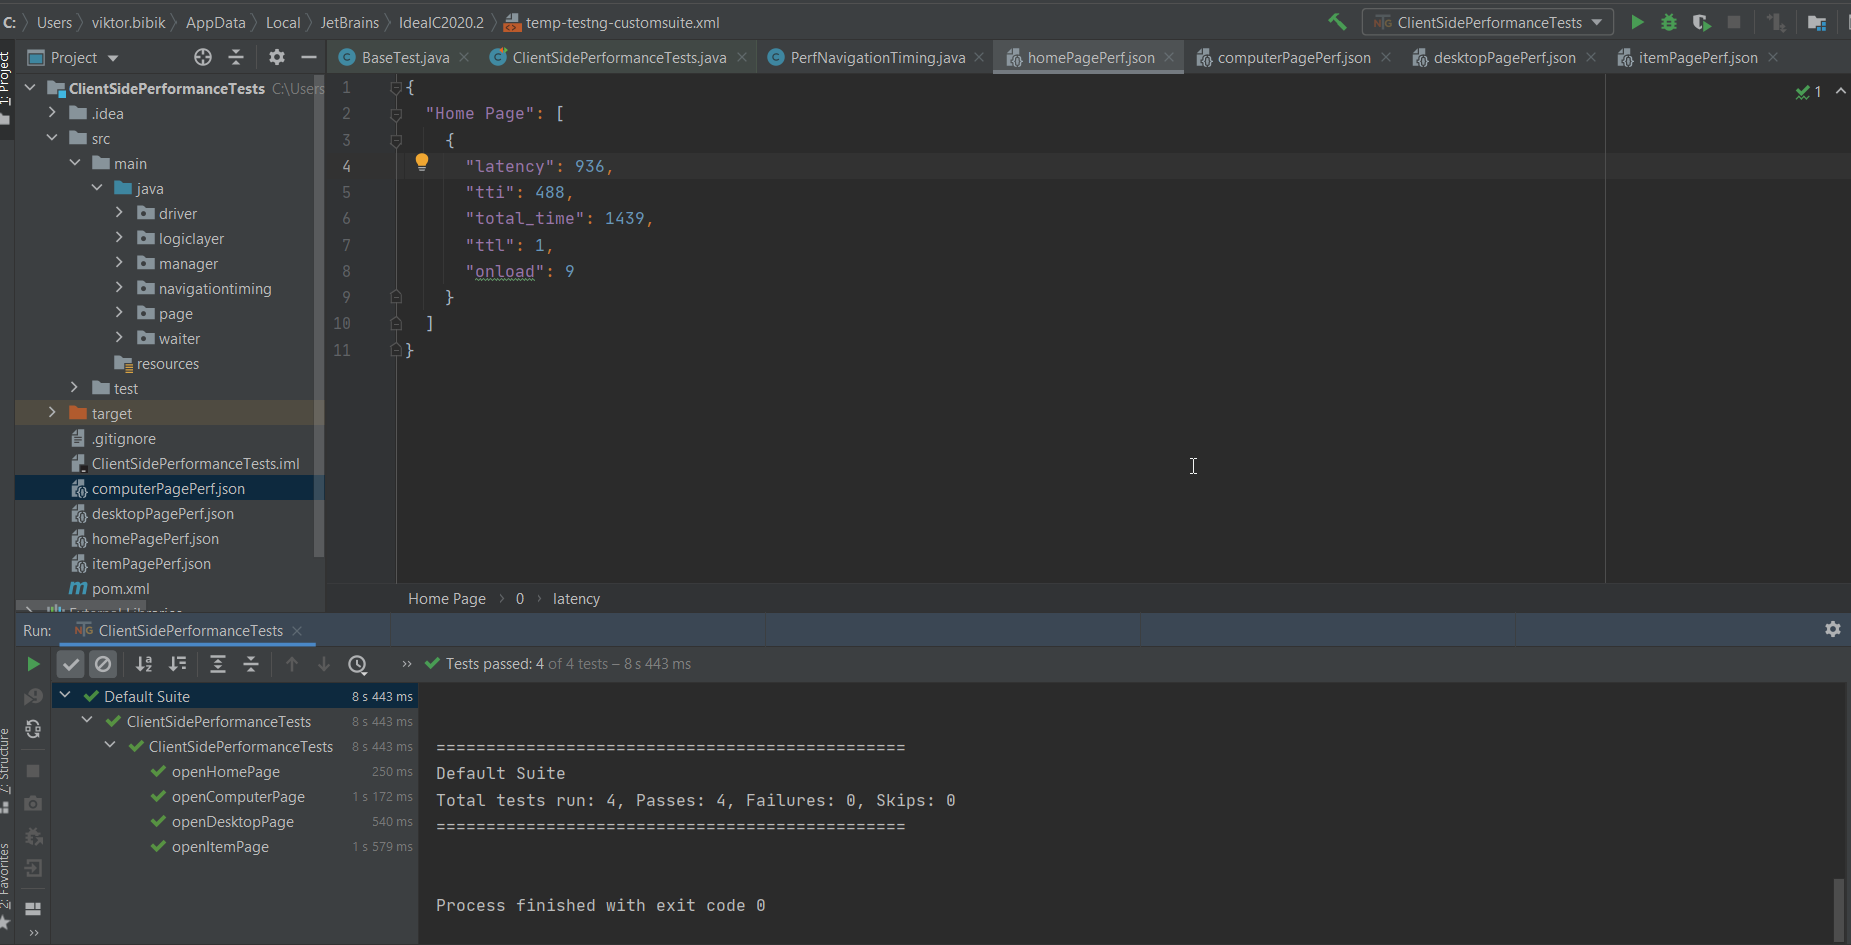 C: Users viktor.bibik AppData Local JetBrains IdealC2020.2 temp-testng-customsuite.xml ClientSidePerformanceTests
Project BaseTest.java ClientSidePerformanceTests.java PerfNavigationTiming.java homePagePerf.json computerPagePerf.json desktopPagePerf.json itemPagePerf.json
1: Project
ClientSidePerformanceTests C:\Users
.idea
src
main
java
driver
logiclayer
manager
navigationtiming
page
waiter
resources
test
target
.gitignore
ClientSidePerformanceTests.iml
computerPagePerf.json
desktopPagePerf.json
homePagePerf.json
itemPagePerf.json
pom.xml
External Libraries
1 {
2 "Home Page": [
3 {
4 "latency": 936,
5 "tti": 488,
6 "total_time": 1439,
7 "ttl": 1,
8 "onload": 9
9 }
10 ]
11 }
1
Home Page 0 latency
Run: ClientSidePerformanceTests
Tests passed: 4 of 4 tests – 8 s 443 ms
Default Suite 8 s 443 ms
ClientSidePerformanceTests 8 s 443 ms
ClientSidePerformanceTests 8 s 443 ms
openHomePage 250 ms
openComputerPage 1 s 172 ms
openDesktopPage 540 ms
openItemPage 1 s 579 ms
7: Structure
2: Favorites
===============================================
Default Suite
Total tests run: 4, Passes: 4, Failures: 0, Skips: 0
===============================================
Process finished with exit code 0